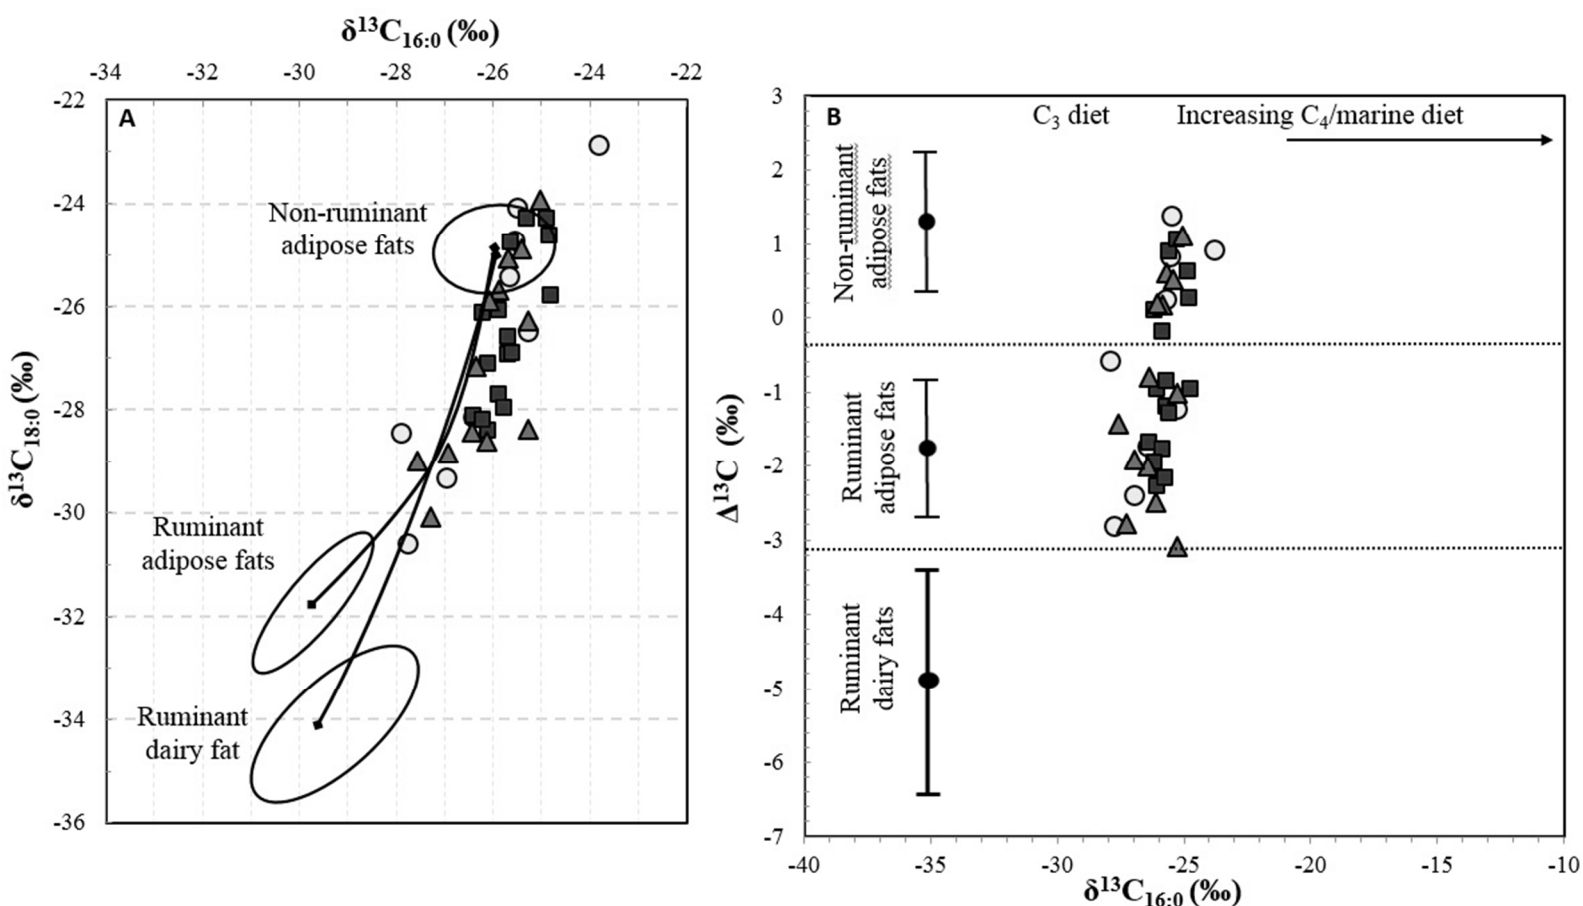 δ¹³C₁₆:₀ (‰)
-34 -32 -30 -28 -26 -24 -22
A
-22
-24
-26
-28
-30
-32
-34
-36
δ¹³C₁₈:₀ (‰)
Non-ruminant
adipose fats
Ruminant
adipose fats
Ruminant
dairy fat
B
C₃ diet
Increasing C₄/marine diet
3
2
1
0
-1
-2
-3
-4
-5
-6
-7
Δ¹³C (‰)
Non-ruminant
adipose fats
Ruminant
adipose fats
Ruminant
dairy fats
-40 -35 -30 -25 -20 -15 -10
δ¹³C₁₆:₀ (‰)